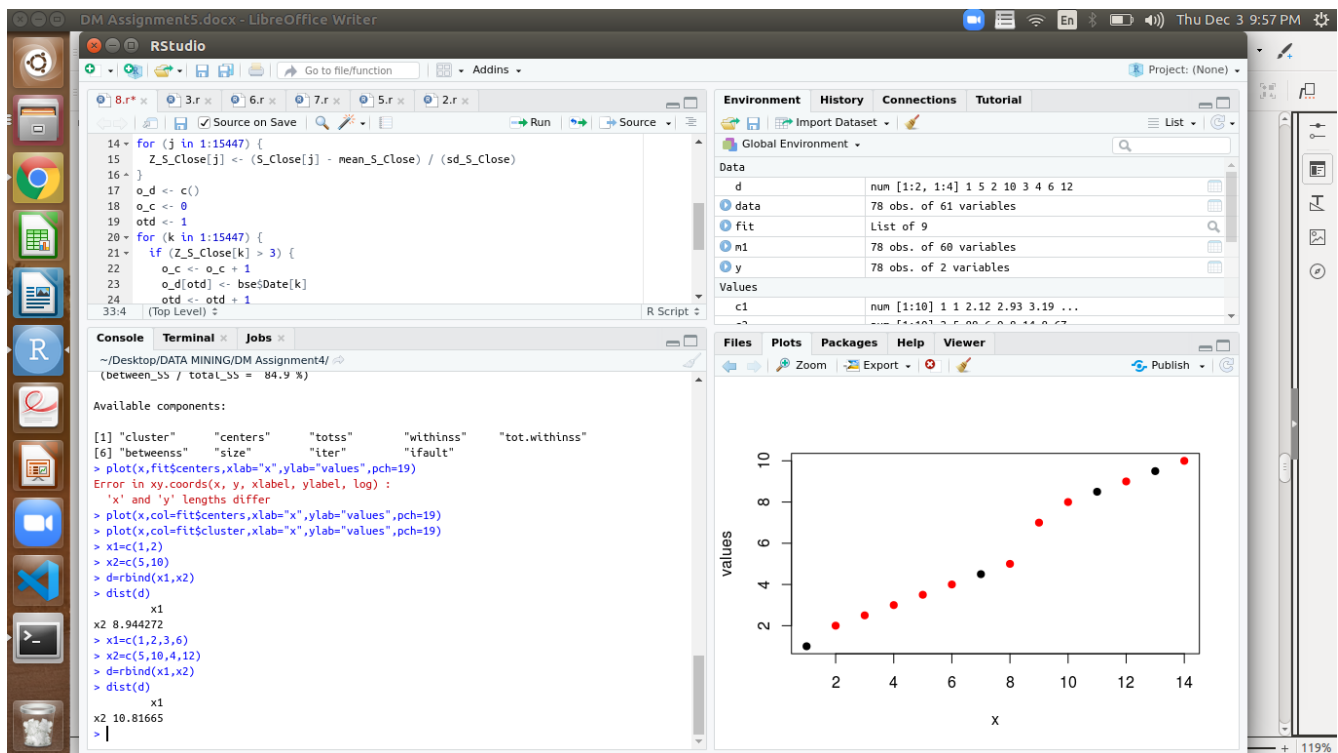 DM Assignment5.docx - LibreOffice Writer
En
Thu Dec 3 9:57 PM
RStudio
Go to file/function
Addins
Project: (None)
8.r*
3.r
6.r
7.r
5.r
2.r
Source on Save
Run
Source
14 for (j in 1:15447) {
15 Z_S_Close[j] <- (S_Close[j] - mean_S_Close) / (sd_S_Close)
16 }
17 o_d <- c()
18 o_c <- 0
19 otd <- 1
20 for (k in 1:15447) {
21 if (Z_S_Close[k] > 3) {
22 o_c <- o_c + 1
23 o_d[otd] <- bse$Date[k]
24 otd <- otd + 1
33:4 (Top Level)
R Script
Console Terminal Jobs
~/Desktop/DATA MINING/DM Assignment4/
(between_SS / total_SS = 84.9 %)
Available components:
[1] "cluster" "centers" "totss" "withinss" "tot.withinss"
[6] "betweenss" "size" "iter" "ifault"
> plot(x,fit$centers,xlab="x",ylab="values",pch=19)
Error in xy.coords(x, y, xlabel, ylabel, log) :
'x' and 'y' lengths differ
> plot(x,col=fit$centers,xlab="x",ylab="values",pch=19)
> plot(x,col=fit$cluster,xlab="x",ylab="values",pch=19)
> x1=c(1,2)
> x2=c(5,10)
> d=rbind(x1,x2)
> dist(d)
x1
x2 8.944272
> x1=c(1,2,3,6)
> x2=c(5,10,4,12)
> d=rbind(x1,x2)
> dist(d)
x1
x2 10.81665
>
Environment History Connections Tutorial
Import Dataset
List
Global Environment
Data
d num [1:2, 1:4] 1 5 2 10 3 4 6 12
data 78 obs. of 61 variables
fit List of 9
m1 78 obs. of 60 variables
y 78 obs. of 2 variables
Values
c1 num [1:10] 1 1 2.12 2.93 3.19 ...
Files Plots Packages Help Viewer
Zoom
Export
Publish
values
10
8
6
4
2
2 4 6 8 10 12 14
x
119%